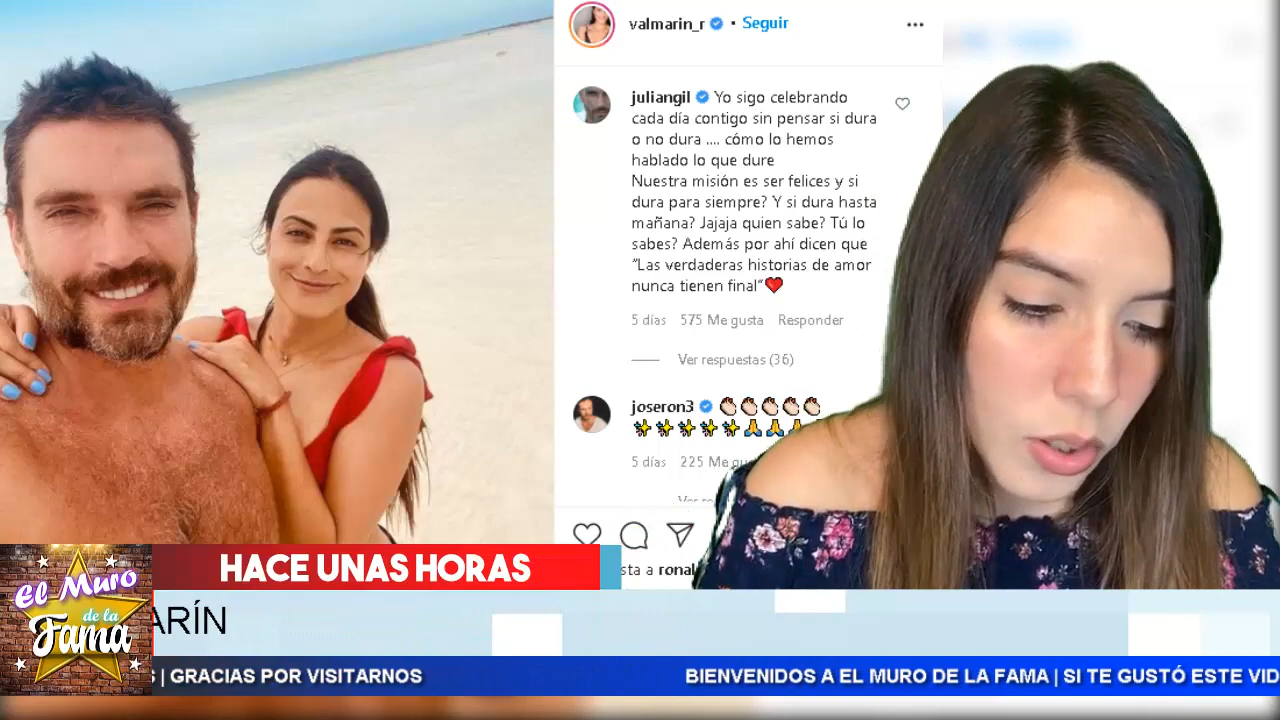 valmarin_r • Seguir
juliangil Yo sigo celebrando
cada día contigo sin pensar si dura
o no dura .... cómo lo hemos
hablado lo que dure
Nuestra misión es ser felices y si
dura para siempre? Y si dura hasta
mañana? Jajaja quien sabe? Tú lo
sabes? Además por ahí dicen que
“Las verdaderas historias de amor
nunca tienen final”❤️
5 días 575 Me gusta Responder
Ver respuestas (36)
joseron3 👏🏻👏🏻👏🏻👏🏻👏🏻
✨✨✨✨✨🙏🙏🙏
5 días 225 Me gu
Ver
sta a ronal
HACE UNAS HORAS
El Muro
de la
Fama
ARÍN
| GRACIAS POR VISITARNOS
BIENVENIDOS A EL MURO DE LA FAMA | SI TE GUSTÓ ESTE VID